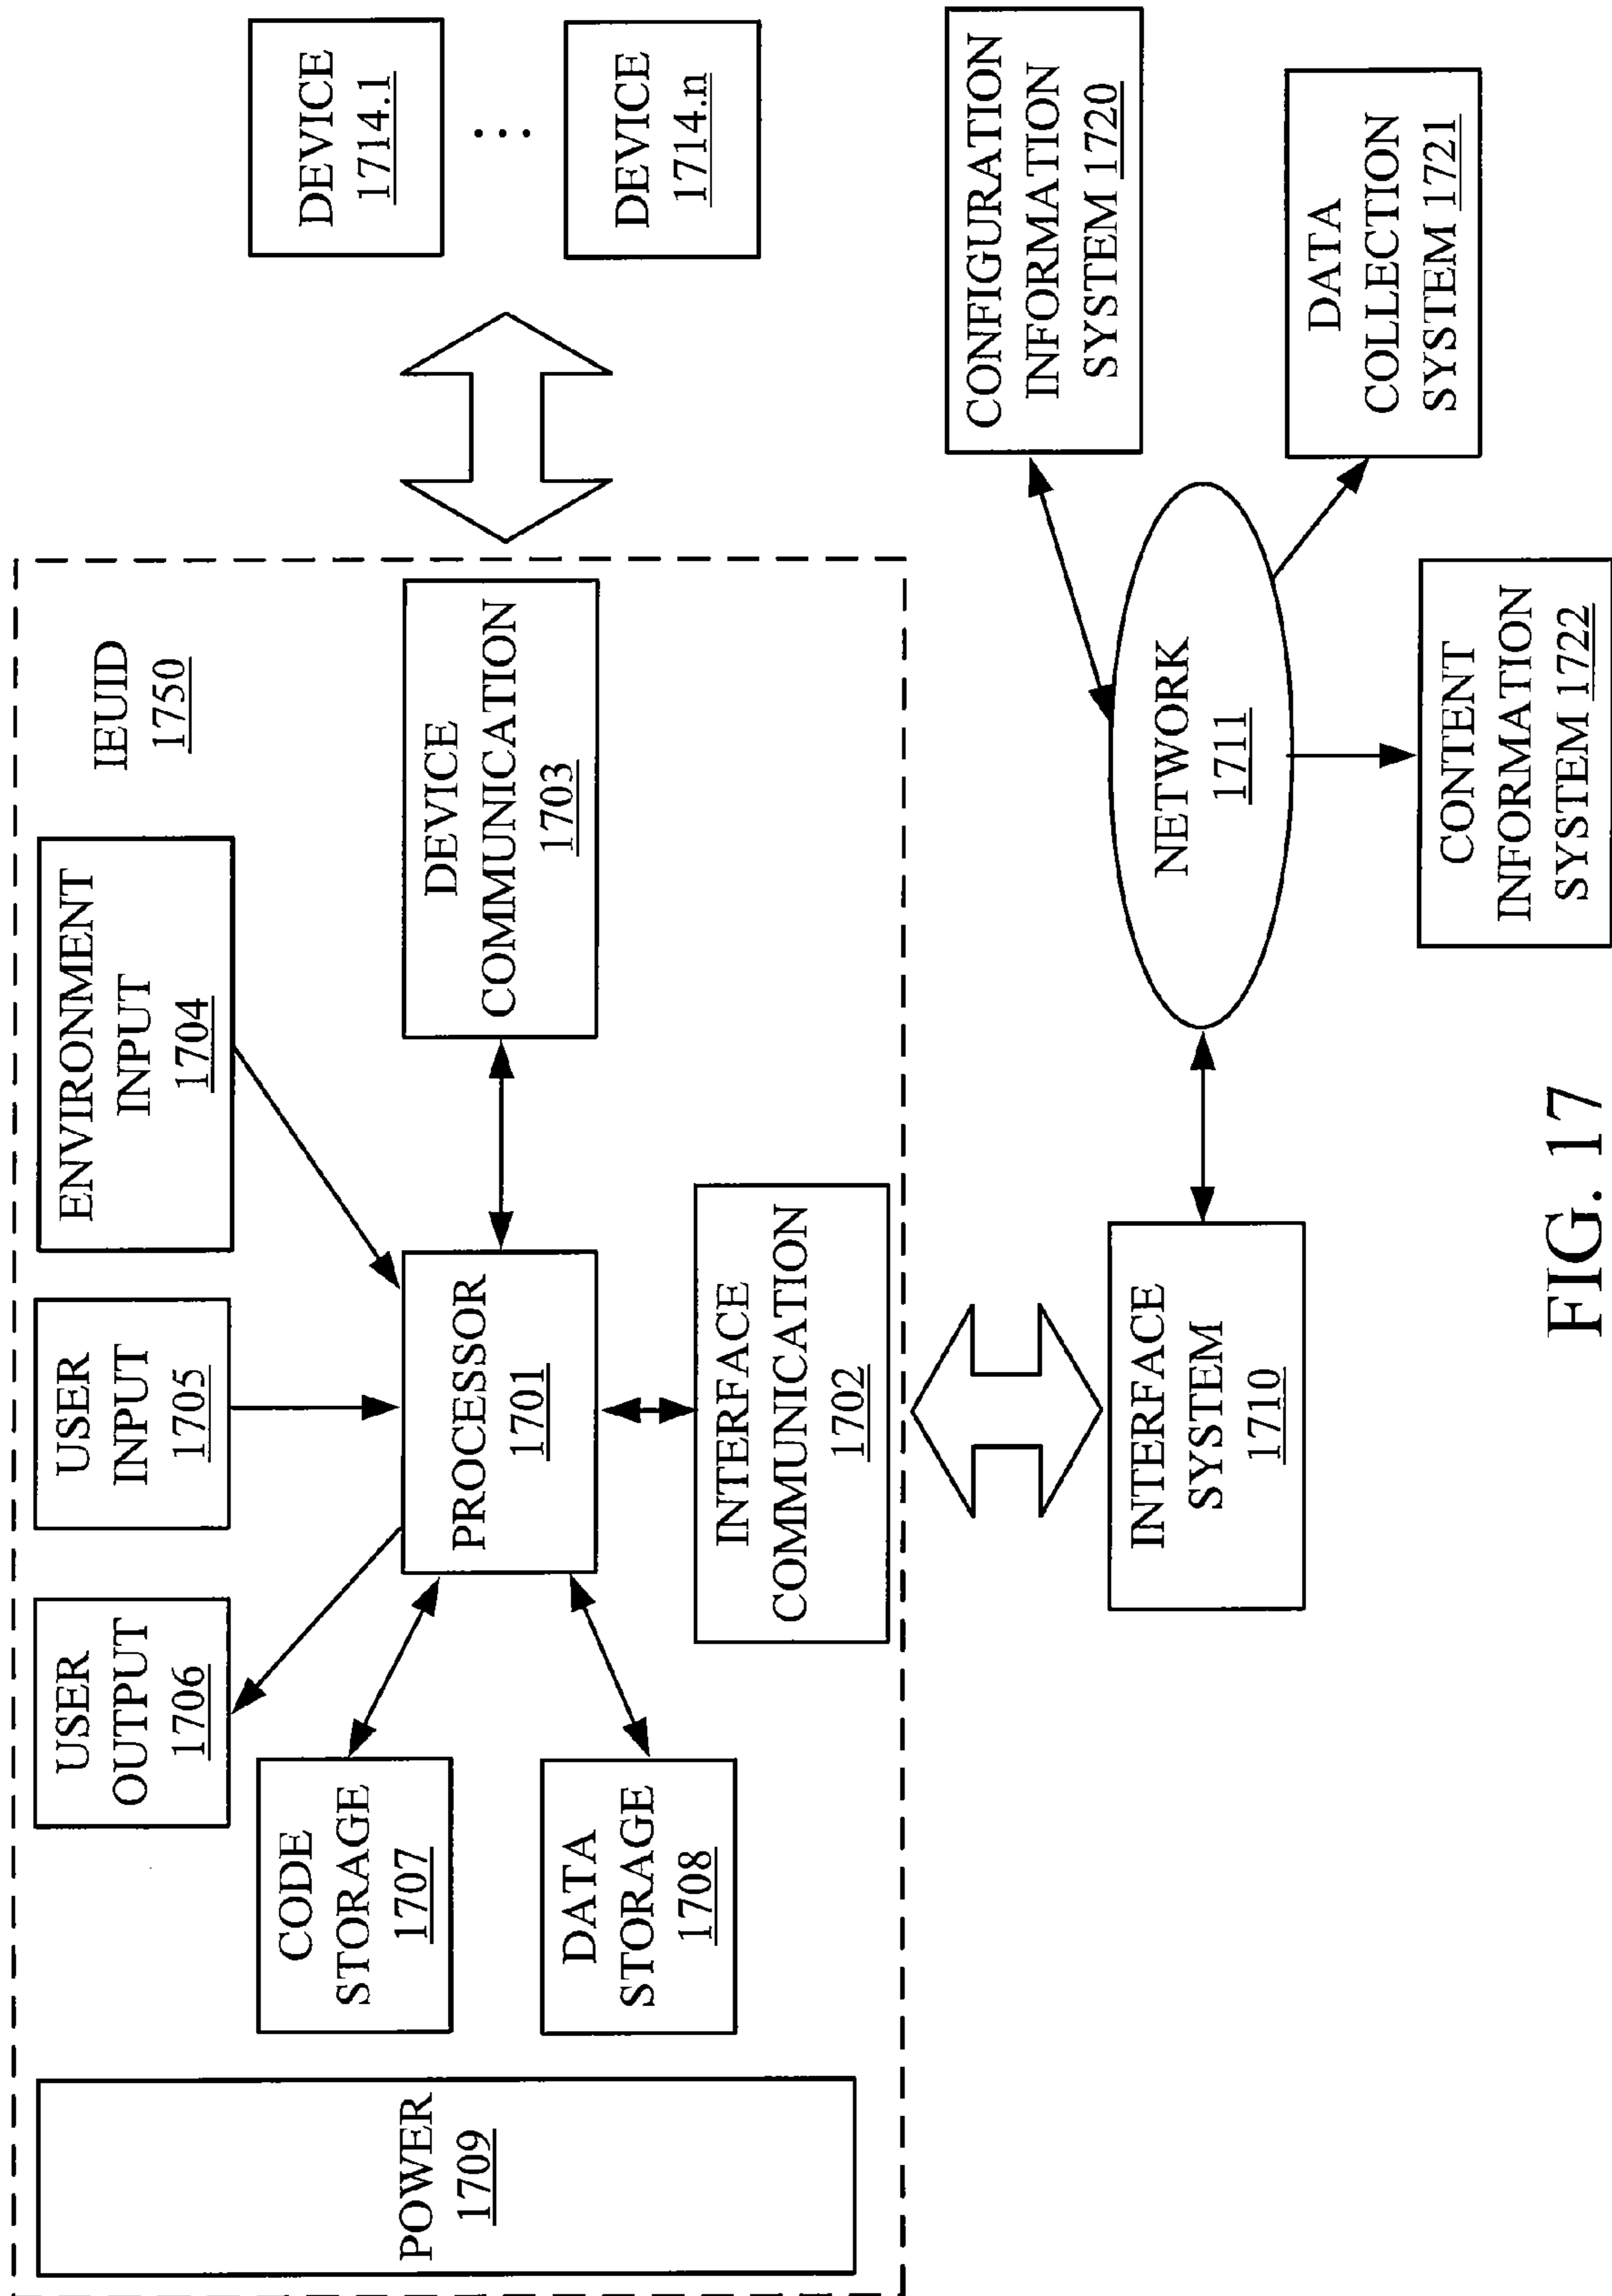 POWER
1709
USER
OUTPUT
1706
USER
INPUT
1705
ENVIRONMENT
INPUT
1704
IEUID
1750
CODE
STORAGE
1707
DATA
STORAGE
1708
PROCESSOR
1701
DEVICE
COMMUNICATION
1703
INTERFACE
COMMUNICATION
1702
DEVICE
1714.1
...
DEVICE
1714.n
INTERFACE
SYSTEM
1710
NETWORK
1711
CONFIGURATION
INFORMATION
SYSTEM 1720
DATA
COLLECTION
SYSTEM 1721
CONTENT
INFORMATION
SYSTEM 1722
FIG. 17